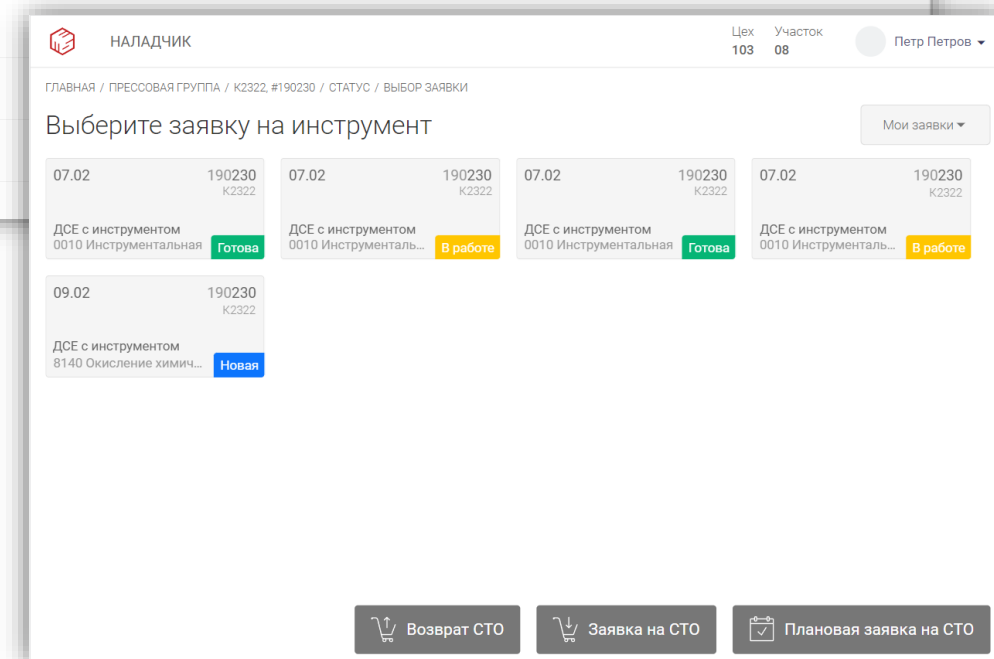 НАЛАДЧИК
Цех Участок
103 08
Петр Петров
ГЛАВНАЯ / ПРЕССОВАЯ ГРУППА / К2322, #190230 / СТАТУС / ВЫБОР ЗАЯВКИ
Выберите заявку на инструмент
Мои заявки
07.02 190230
К2322
ДСЕ с инструментом
0010 Инструментальная
Готова
07.02 190230
К2322
ДСЕ с инструментом
0010 Инструменталь...
В работе
07.02 190230
К2322
ДСЕ с инструментом
0010 Инструментальная
Готова
07.02 190230
К2322
ДСЕ с инструментом
0010 Инструменталь...
В работе
09.02 190230
К2322
ДСЕ с инструментом
8140 Окисление химич...
Новая
Возврат СТО
Заявка на СТО
Плановая заявка на СТО